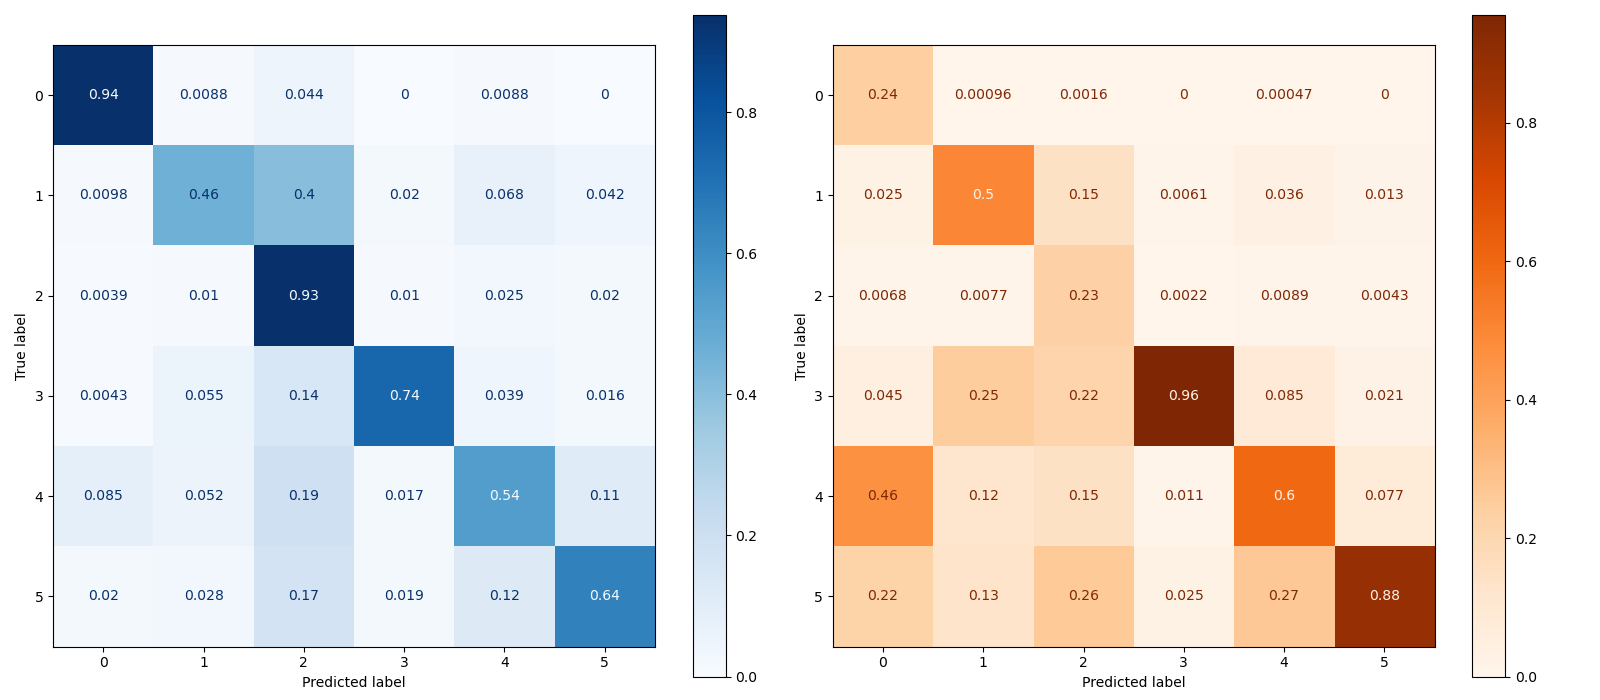 0 0.94 0.0088 0.044 0 0.0088 0
1 0.0098 0.46 0.4 0.02 0.068 0.042
2 0.0039 0.01 0.93 0.01 0.025 0.02
3 0.0043 0.055 0.14 0.74 0.039 0.016
4 0.085 0.052 0.19 0.017 0.54 0.11
5 0.02 0.028 0.17 0.019 0.12 0.64
0 1 2 3 4 5
Predicted label
True label
0.8
0.6
0.4
0.2
0.0
0 0.24 0.00096 0.0016 0 0.00047 0
1 0.025 0.5 0.15 0.0061 0.036 0.013
2 0.0068 0.0077 0.23 0.0022 0.0089 0.0043
3 0.045 0.25 0.22 0.96 0.085 0.021
4 0.46 0.12 0.15 0.011 0.6 0.077
5 0.22 0.13 0.26 0.025 0.27 0.88
0 1 2 3 4 5
Predicted label
True label
0.8
0.6
0.4
0.2
0.0